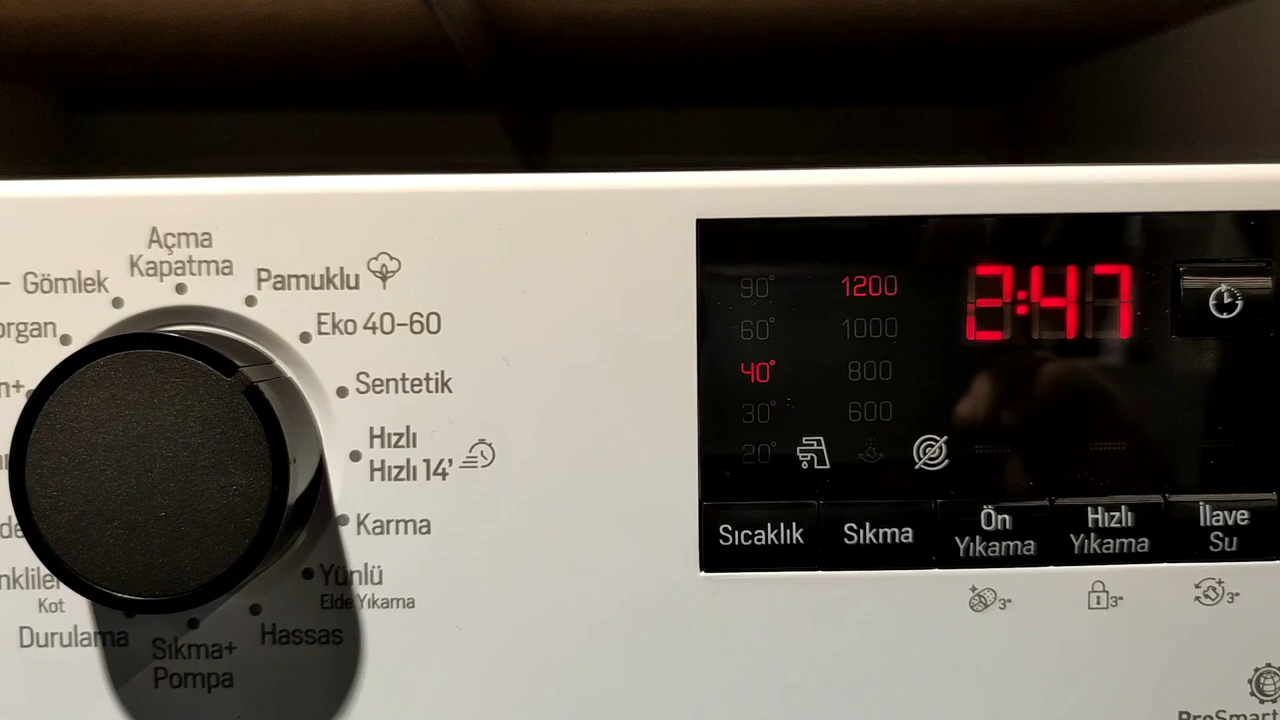 Açma
Kapatma
Gömlek
Pamuklu
Eko 40-60
Sentetik
Hızlı
Hızlı 14'
Karma
Yünlü
Elde Yıkama
Hassas
Sıkma+
Pompa
Durulama
Kot
90°
60°
40°
30°
20°
1200
1000
800
600
2:47
Sıcaklık
Sıkma
Ön
Yıkama
Hızlı
Yıkama
İlave
Su
3"
3"
3"
ProSmart